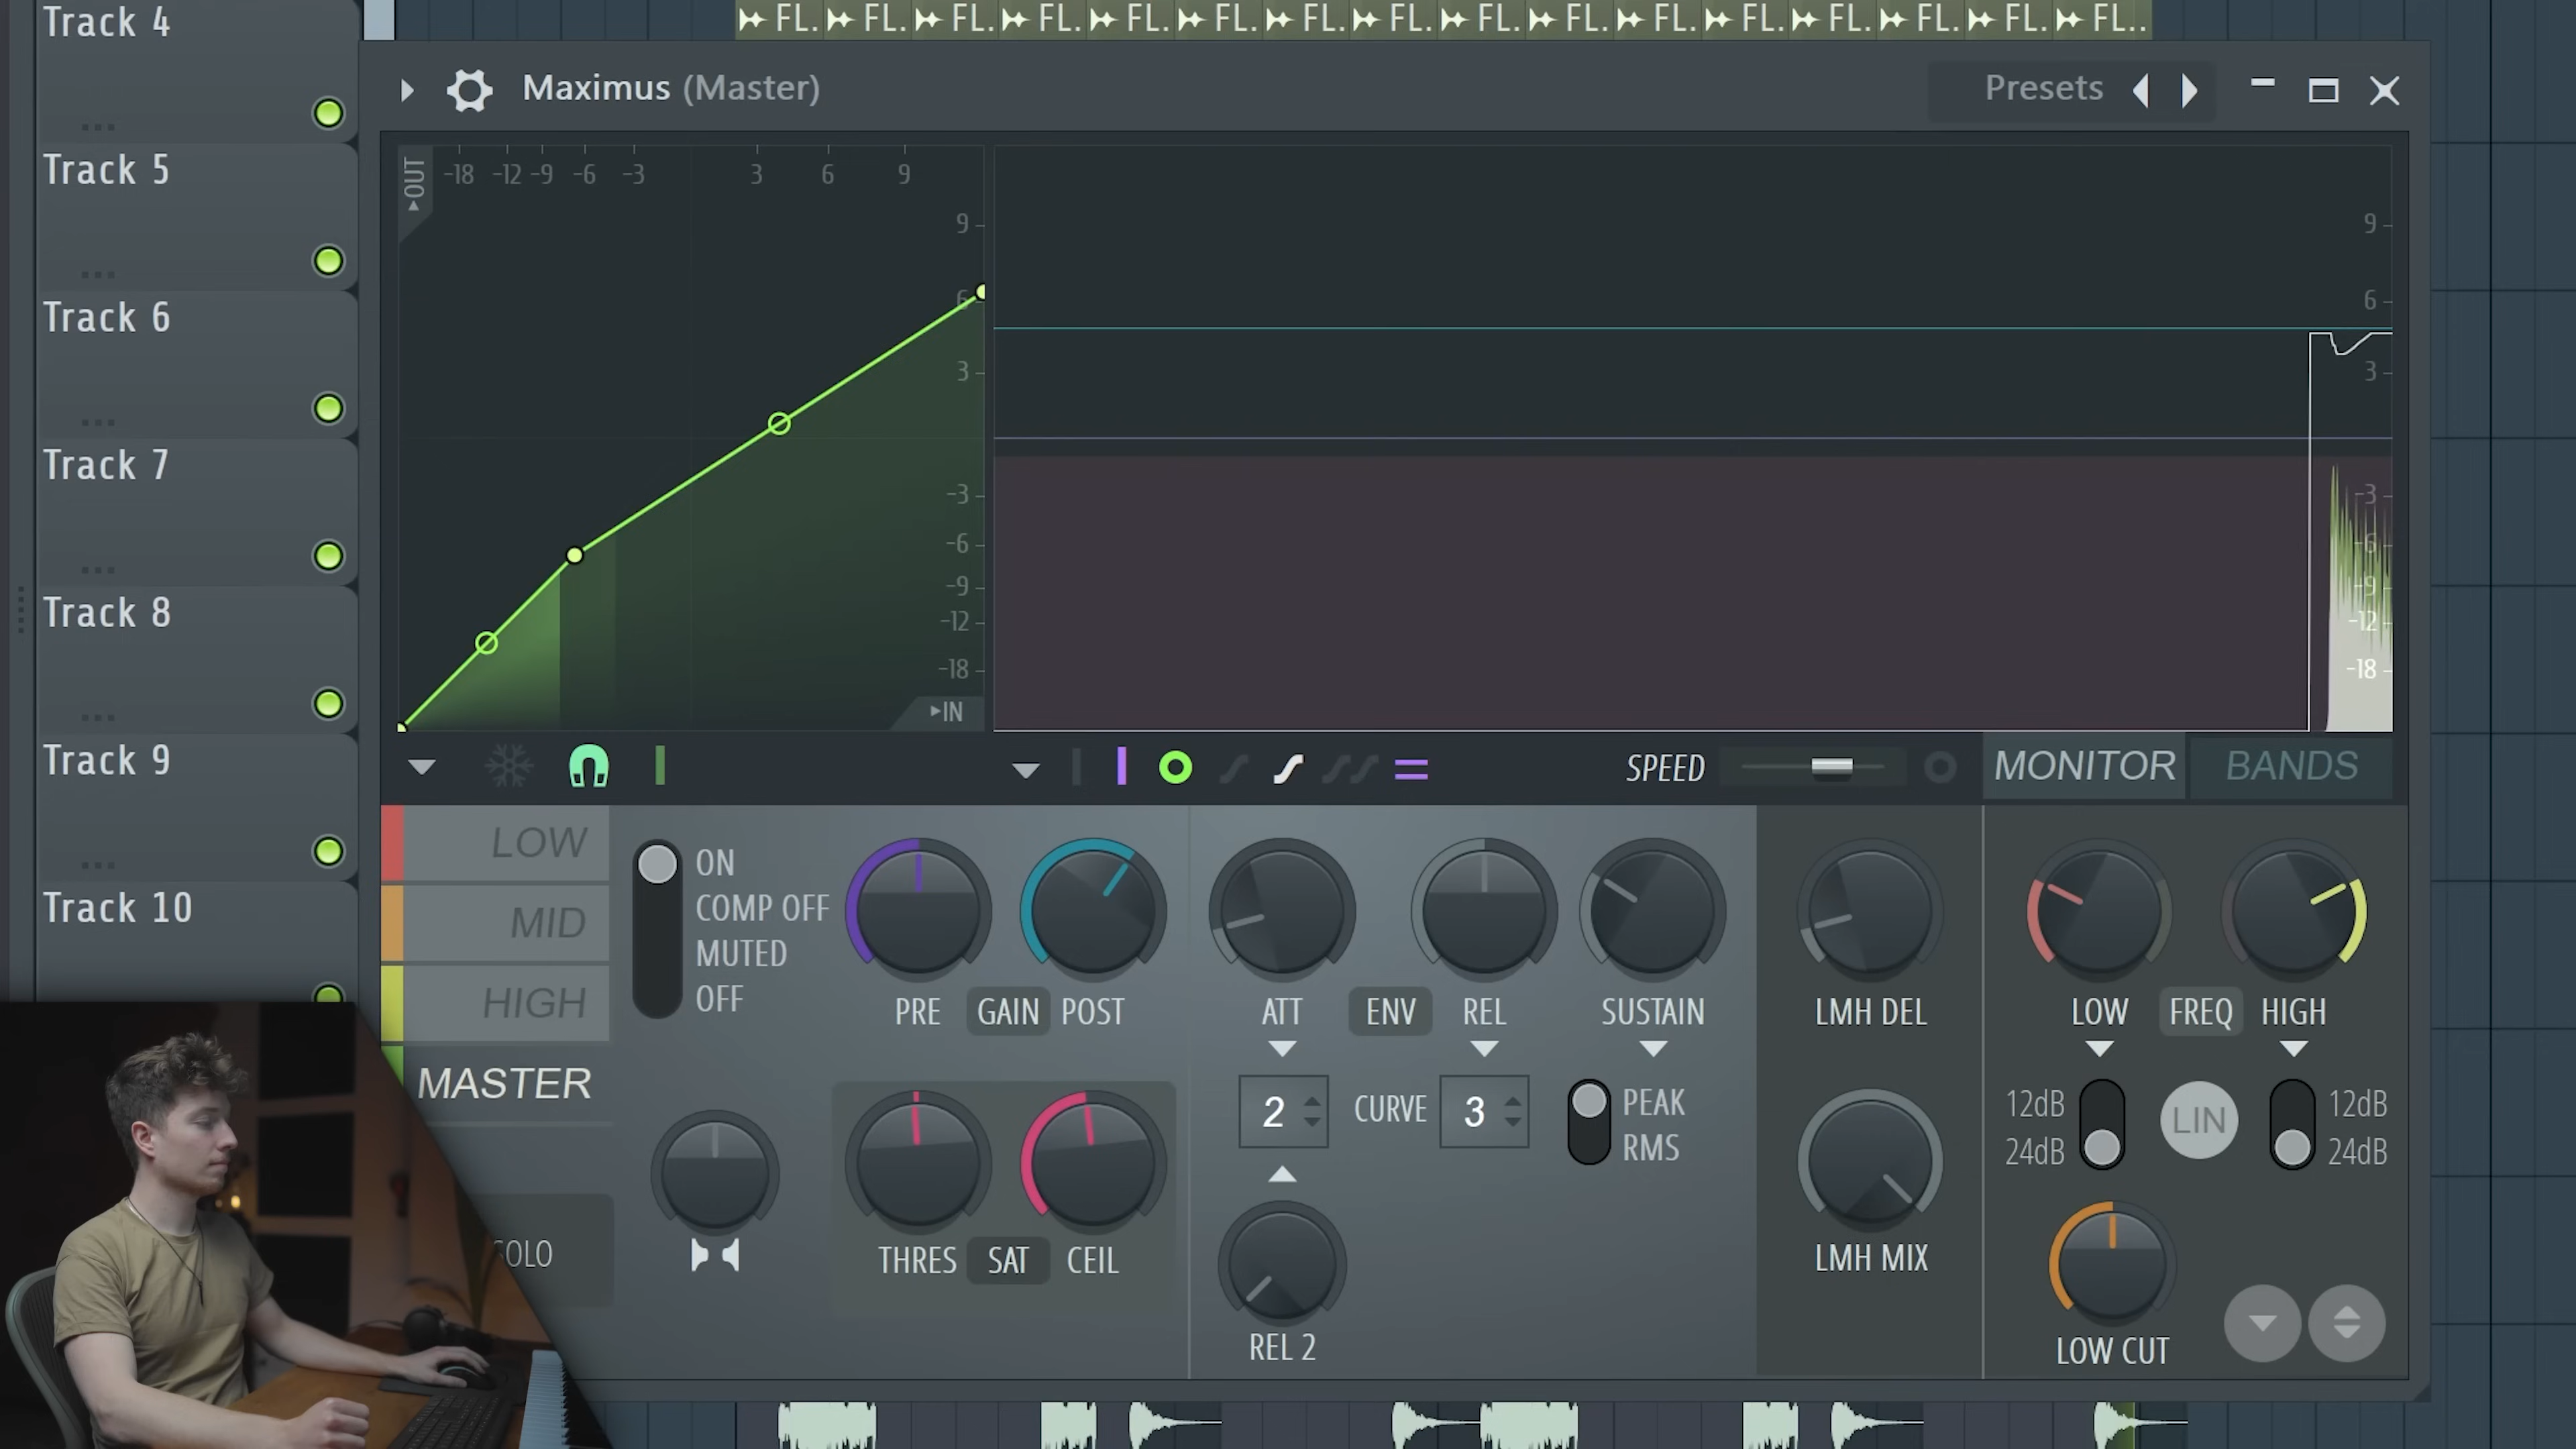 Track 4
FL. FL. FL. FL. FL. FL. FL. FL. FL. FL. FL. FL. FL. FL. FL. FL..
Track 5
Track 6
Track 7
Track 8
Track 9
Track 10
Maximus (Master)
Presets
OUT
-18 -12 -9 -6 -3 3 6 9
9
6
3
-3
-6
-9
-12
-18
IN
9
6
3
-3
-6
-9
-12
-18
SPEED
MONITOR
BANDS
LOW
MID
HIGH
MASTER
SOLO
ON
COMP OFF
MUTED
OFF
PRE GAIN POST
THRES SAT CEIL
ATT ENV REL
SUSTAIN
2 CURVE 3
PEAK
RMS
REL 2
LMH DEL
LMH MIX
LOW FREQ HIGH
12dB
24dB
LIN
12dB
24dB
LOW CUT